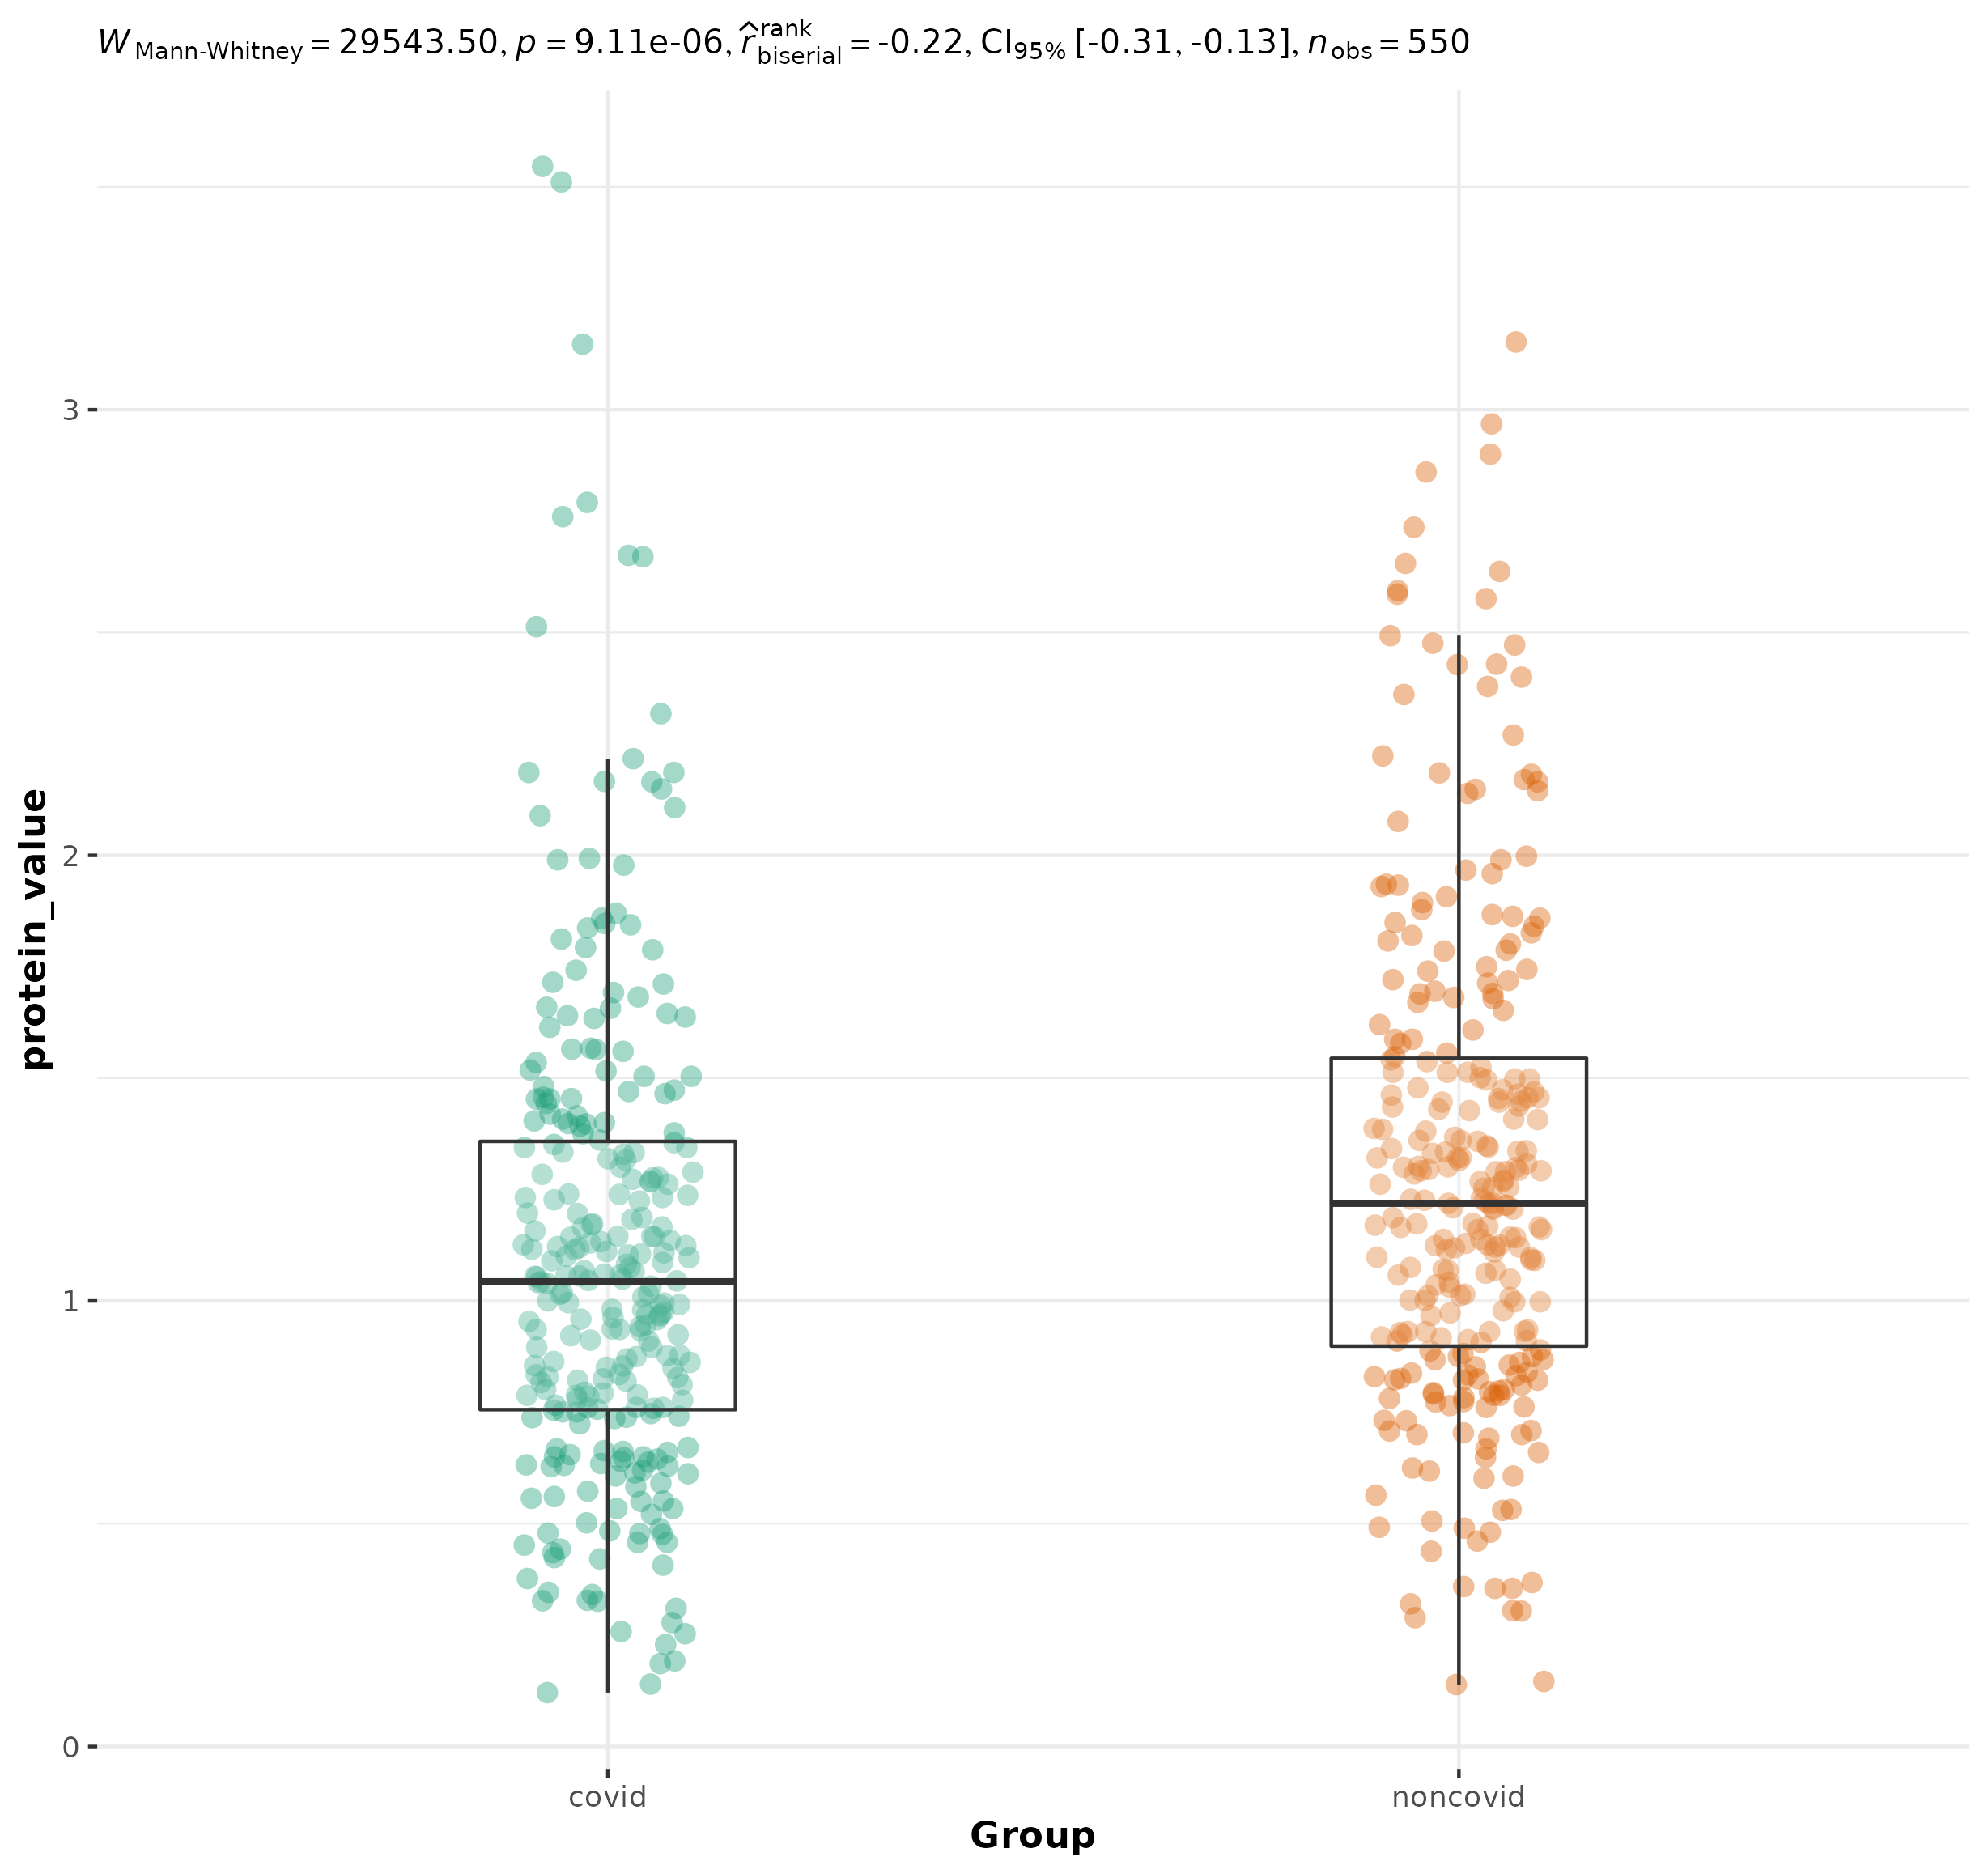 W Mann-Whitney = 29543.50, p = 9.11e-06, r̂ rank biserial = -0.22, CI95% [-0.31, -0.13], nobs = 550
3
2
1
0
protein_value
covid noncovid
Group